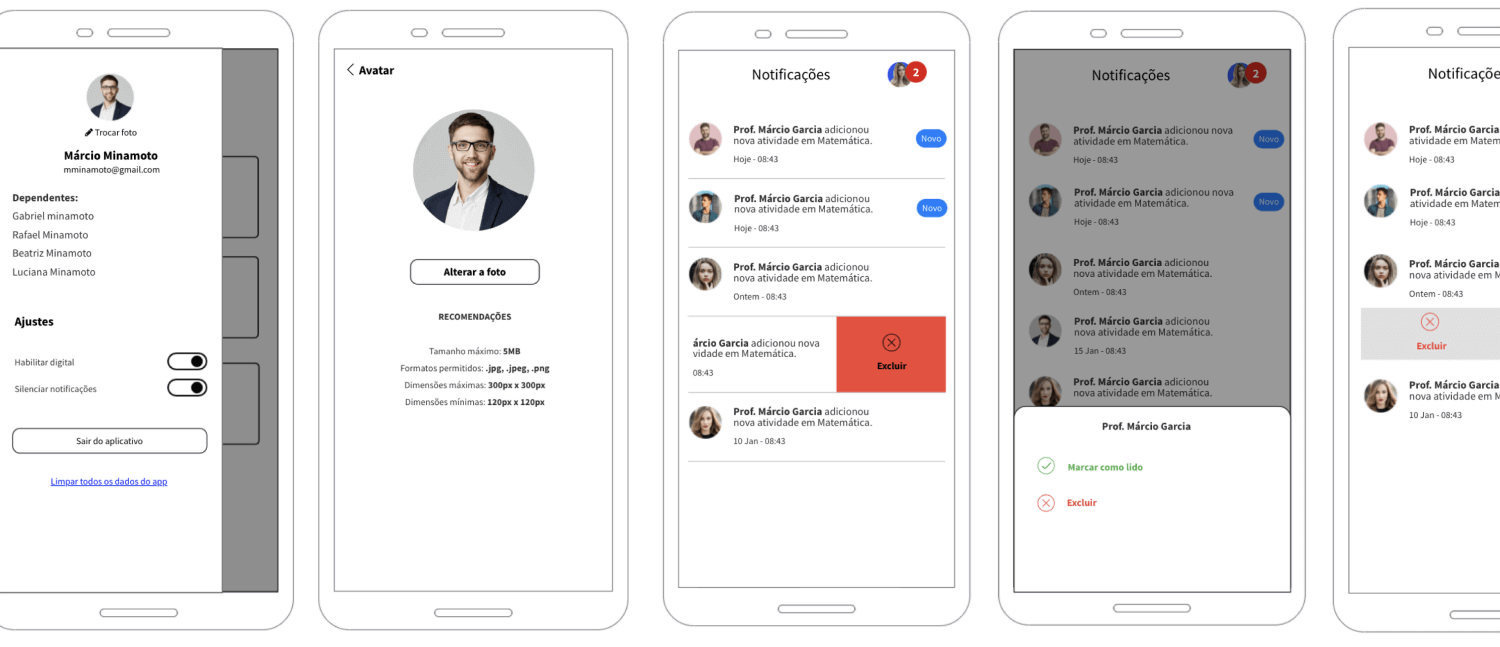 Trocar foto
Márcio Minamoto
mminamoto@gmail.com
Dependentes:
Gabriel minamoto
Rafael Minamoto
Beatriz Minamoto
Luciana Minamoto
Ajustes
Habilitar digital
Silenciar notificações
Sair do aplicativo
Limpar todos os dados do app
Avatar
Alterar a foto
RECOMENDAÇÕES
Tamanho máximo: 5MB
Formatos permitidos: .jpg, .jpeg, .png
Dimensões máximas: 300px x 300px
Dimensões mínimas: 120px x 120px
Notificações
2
Prof. Márcio Garcia adicionou
nova atividade em Matemática.
Novo
Hoje - 08:43
Prof. Márcio Garcia adicionou
nova atividade em Matemática.
Novo
Hoje - 08:43
Prof. Márcio Garcia adicionou
nova atividade em Matemática.
Ontem - 08:43
árcio Garcia adicionou nova
vidade em Matemática.
08:43
Excluir
Prof. Márcio Garcia adicionou
nova atividade em Matemática.
10 Jan - 08:43
Notificações
2
Prof. Márcio Garcia adicionou nova
atividade em Matemática.
Novo
Hoje - 08:43
Prof. Márcio Garcia adicionou nova
atividade em Matemática.
Novo
Hoje - 08:43
Prof. Márcio Garcia adicionou
nova atividade em Matemática.
Ontem - 08:43
Prof. Márcio Garcia adicionou
nova atividade em Matemática.
15 Jan - 08:43
Prof. Márcio Garcia adicionou
nova atividade em Matemática.
Prof. Márcio Garcia
Marcar como lido
Excluir
Notificaçõe
Prof. Márcio Garcia
atividade em Matem
Hoje - 08:43
Prof. Márcio Garcia
atividade em Matem
Hoje - 08:43
Prof. Márcio Garcia
nova atividade em M
Ontem - 08:43
Excluir
Prof. Márcio Garcia
nova atividade em M
10 Jan - 08:43